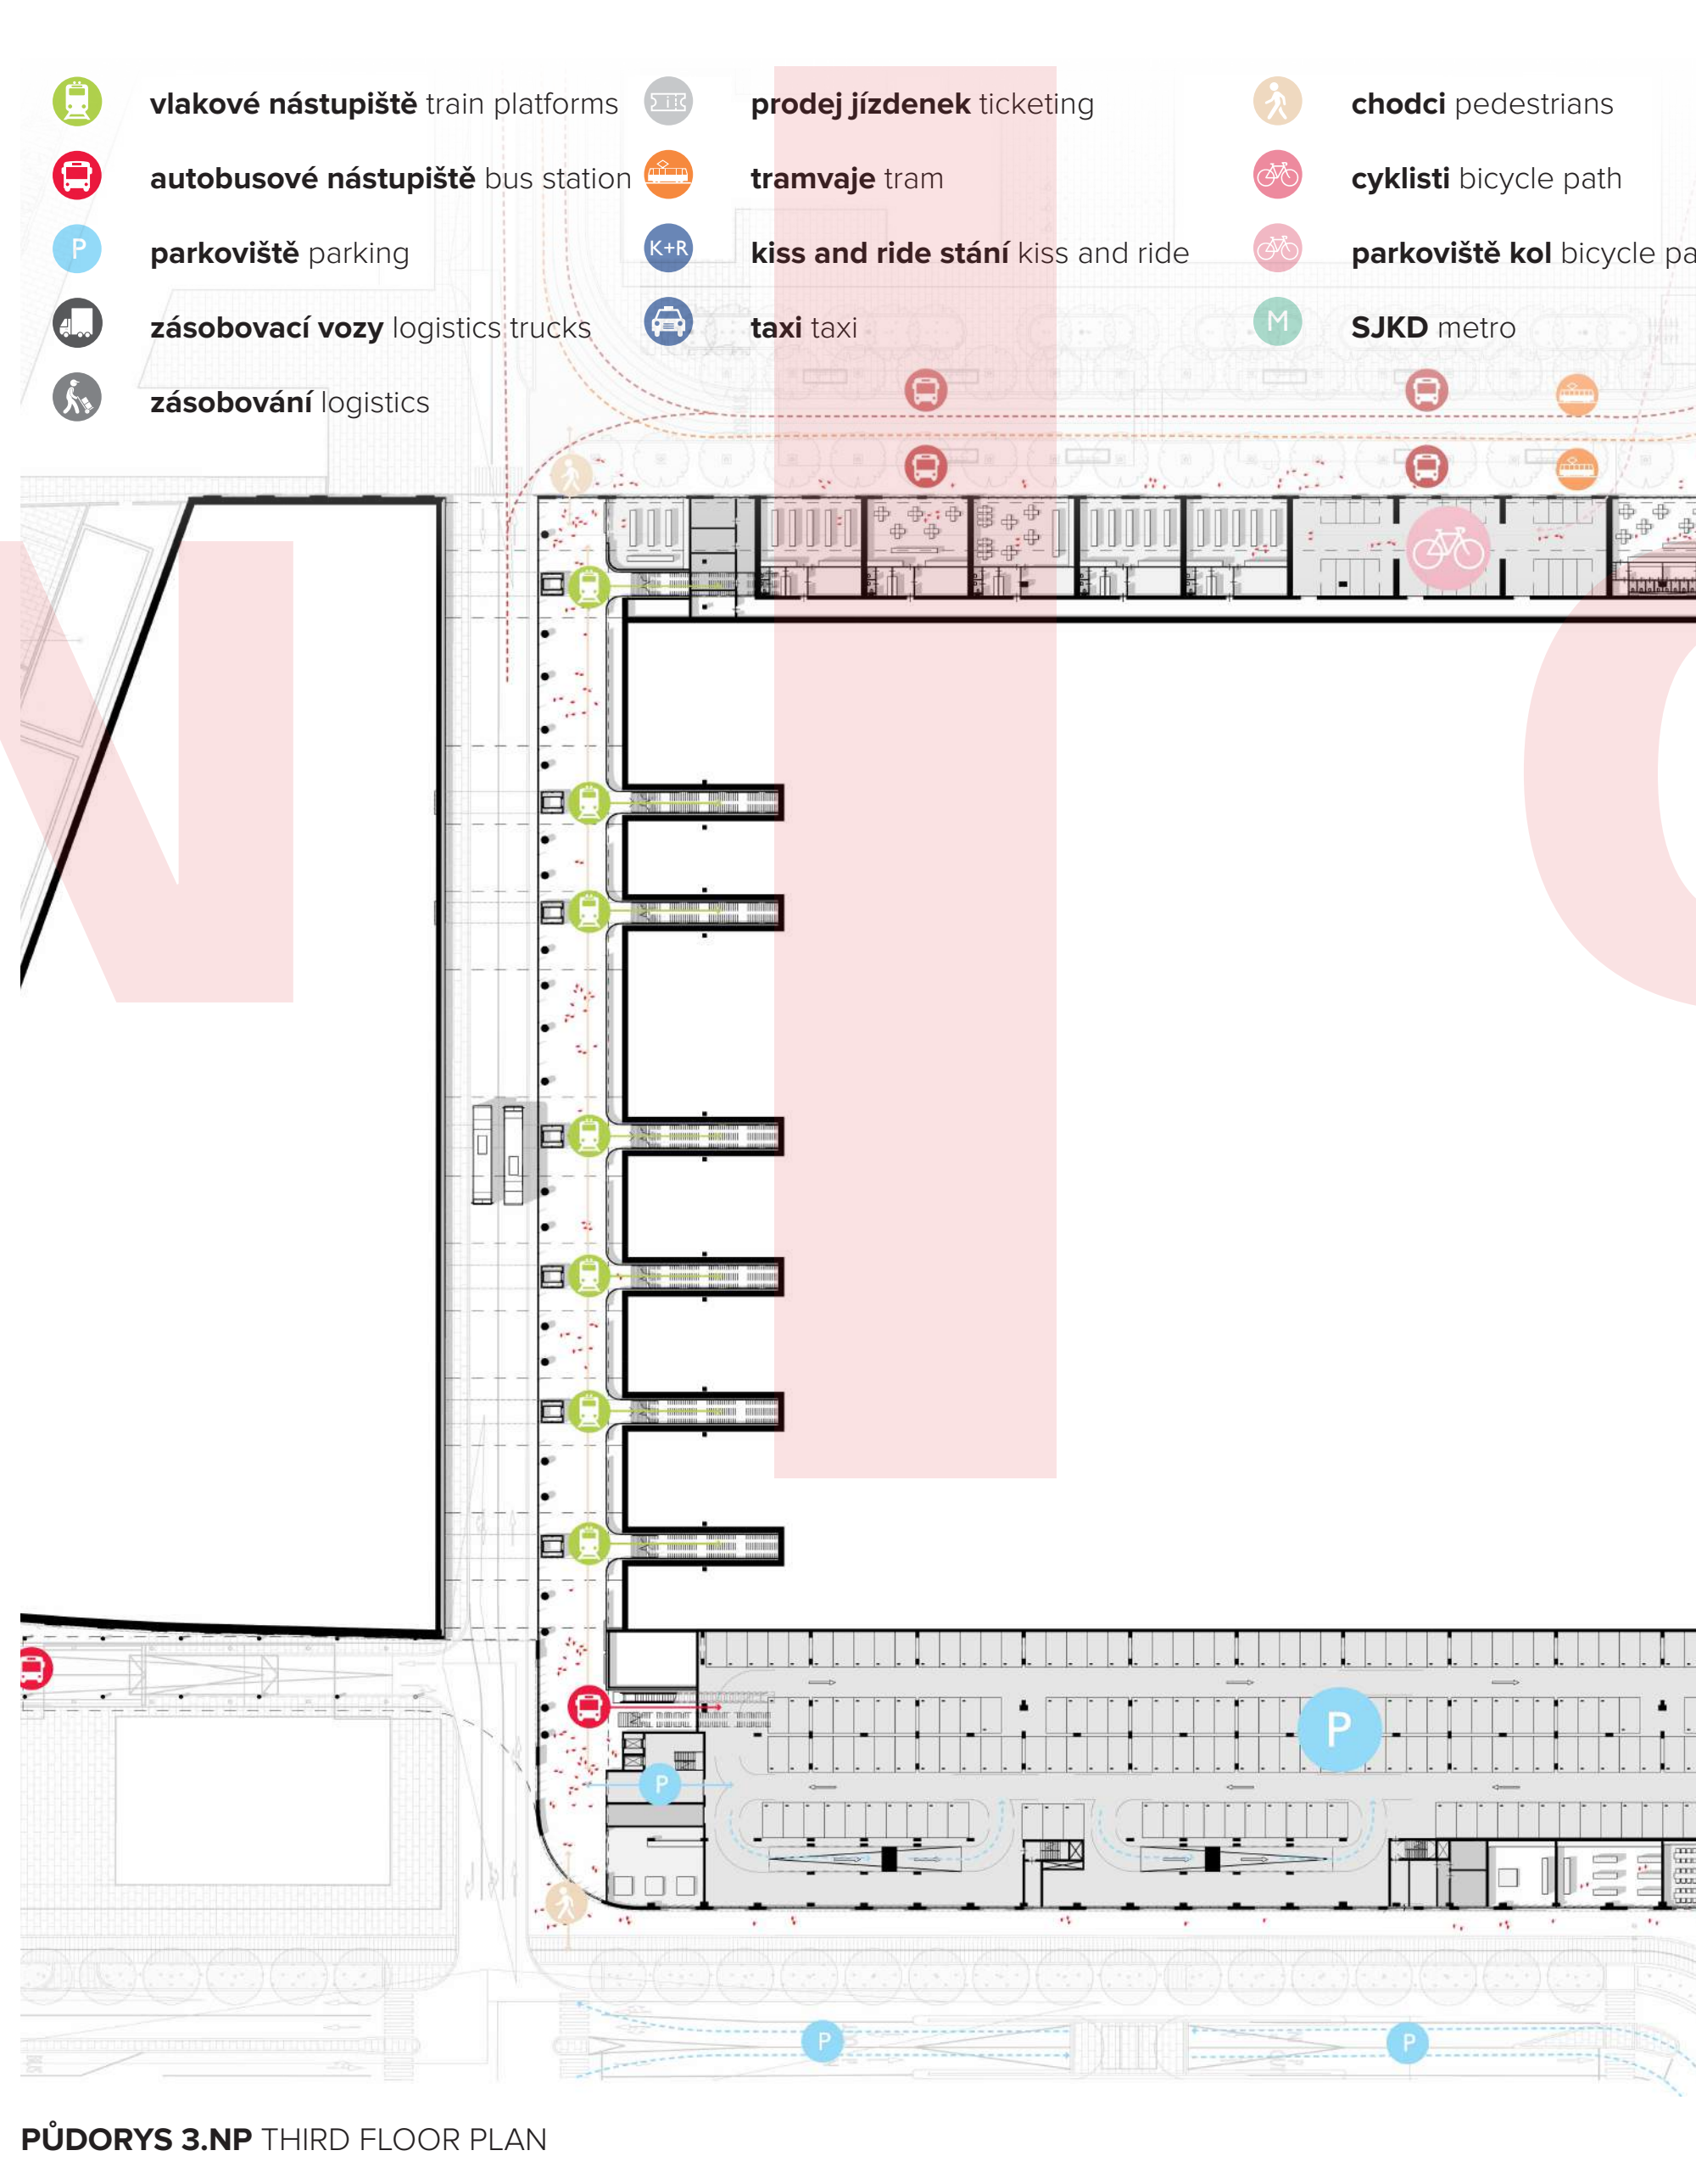 vlakové nástupiště train platforms
autobusové nástupiště bus station
P parkoviště parking
zásobovací vozy logistics trucks
zásobování logistics
prodej jízdenek ticketing
tramvaje tram
K+R kiss and ride stání kiss and ride
taxi taxi
chodci pedestrians
cyklisti bicycle path
parkoviště kol bicycle pa
M SJKD metro
P
P
P
P
PŮDORYS 3.NP THIRD FLOOR PLAN